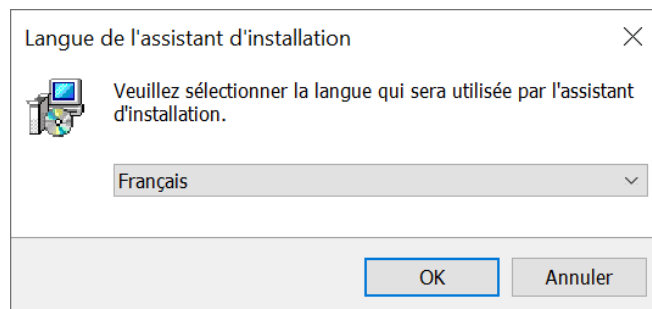 Langue de l'assistant d'installation
Veuillez sélectionner la langue qui sera utilisée par l'assistant
d'installation.
Français
OK
Annuler